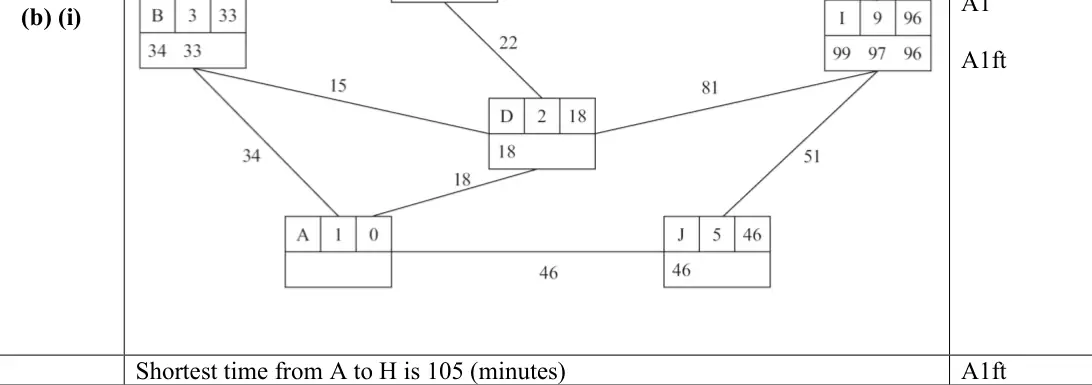 A1
(b) (i)
B 3 33
I 9 96
34 33
22
99 97 96
A1ft
15
81
D 2 18
18
34
51
18
A 1 0
J 5 46
46
46
Shortest time from A to H is 105 (minutes)
A1ft